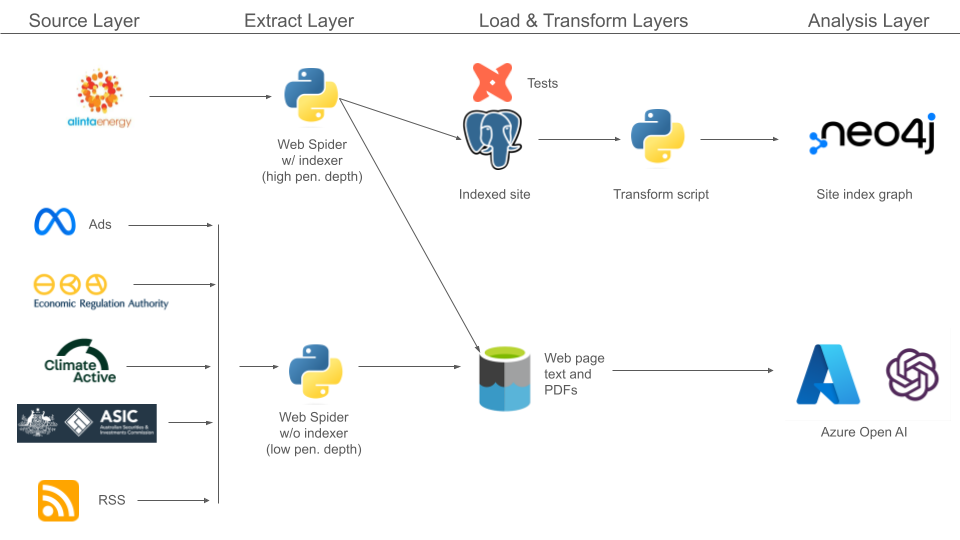 Source Layer
Extract Layer
Load & Transform Layers
Analysis Layer
alintaenergy
Web Spider
w/ indexer
(high pen. depth)
Tests
Indexed site
Transform script
neo4j
Site index graph
Ads
Economic Regulation Authority
Climate
Active
ASIC
Australian Securities &
Investments Commission
RSS
Web Spider
w/o indexer
(low pen. depth)
Web page
text and
PDFs
Azure Open AI